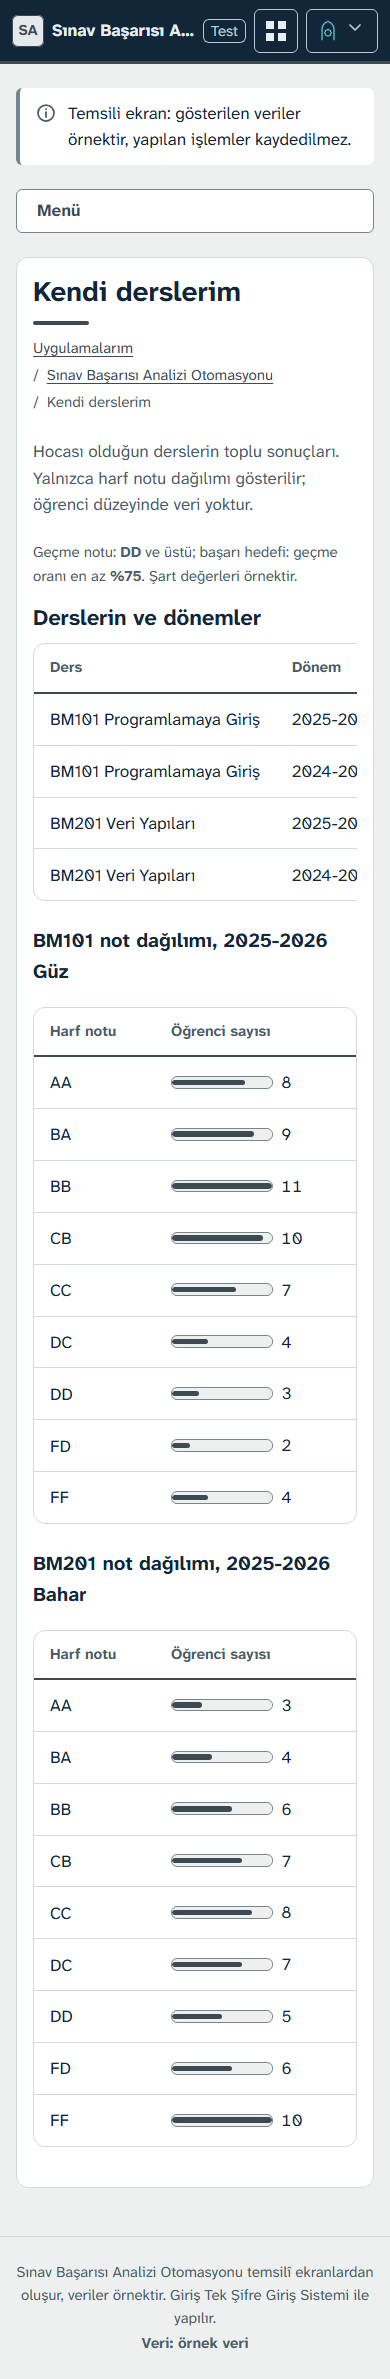 SA Sınav Başarısı A... Test
Temsili ekran: gösterilen veriler
örnektir, yapılan işlemler kaydedilmez.
Menü
Kendi derslerim
Uygulamalarım
/ Sınav Başarısı Analizi Otomasyonu
/ Kendi derslerim
Hocası olduğun derslerin toplu sonuçları.
Yalnızca harf notu dağılımı gösterilir;
öğrenci düzeyinde veri yoktur.
Geçme notu: DD ve üstü; başarı hedefi: geçme
oranı en az %75. Şart değerleri örnektir.
Derslerin ve dönemler
Ders Dönem
BM101 Programlamaya Giriş 2025-20
BM101 Programlamaya Giriş 2024-20
BM201 Veri Yapıları 2025-20
BM201 Veri Yapıları 2024-20
BM101 not dağılımı, 2025-2026
Güz
Harf notu Öğrenci sayısı
AA 8
BA 9
BB 11
CB 10
CC 7
DC 4
DD 3
FD 2
FF 4
BM201 not dağılımı, 2025-2026
Bahar
Harf notu Öğrenci sayısı
AA 3
BA 4
BB 6
CB 7
CC 8
DC 7
DD 5
FD 6
FF 10
Sınav Başarısı Analizi Otomasyonu temsilî ekranlardan
oluşur, veriler örnektir. Giriş Tek Şifre Giriş Sistemi ile
yapılır.
Veri: örnek veri